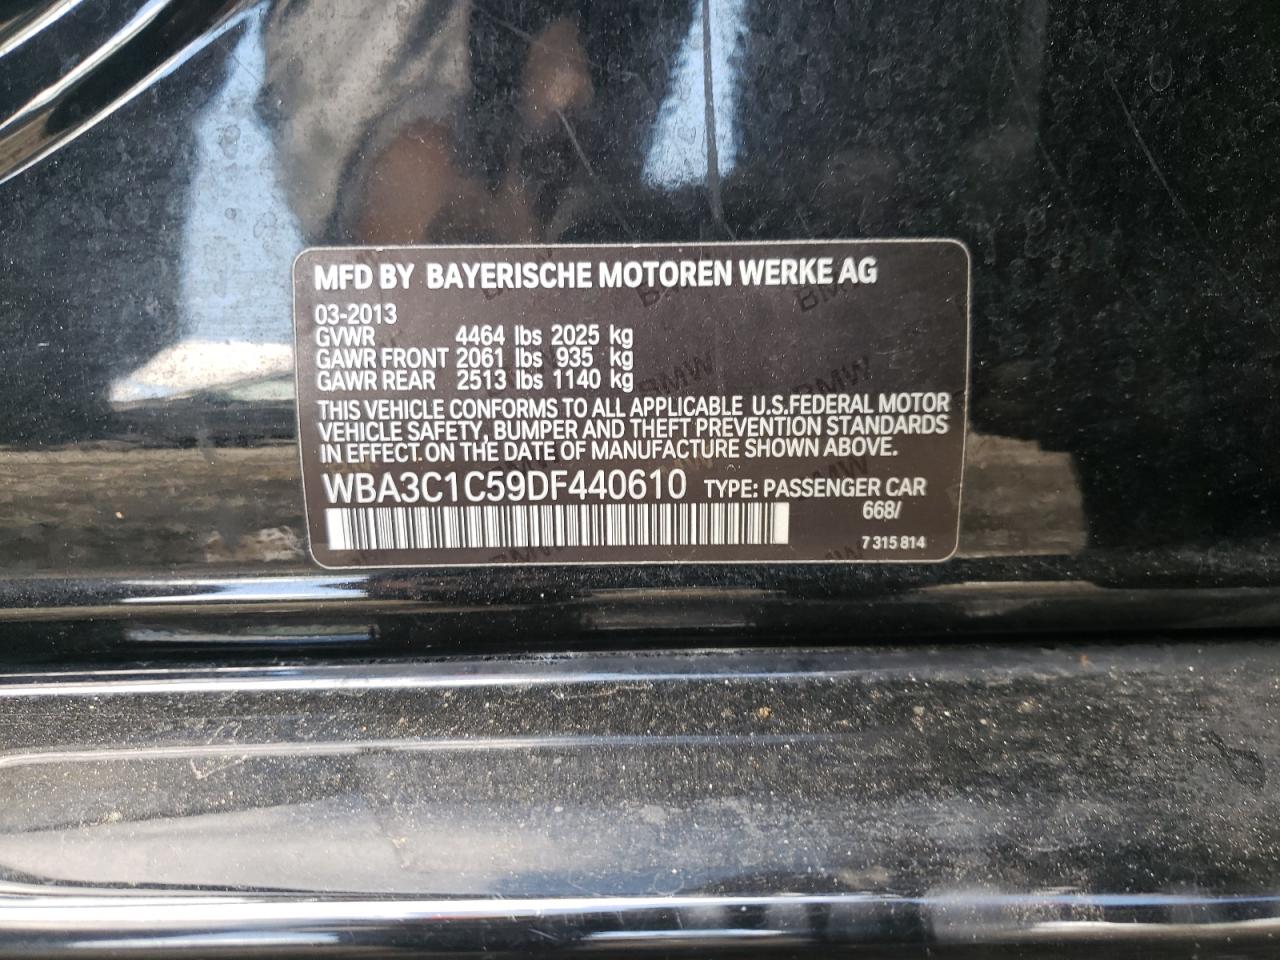 MFD BY BAYERISCHE MOTOREN WERKE AG
03-2013
GVWR 4464 lbs 2025 kg
GAWR FRONT 2061 lbs 935 kg
GAWR REAR 2513 lbs 1140 kg
THIS VEHICLE CONFORMS TO ALL APPLICABLE U.S.FEDERAL MOTOR
VEHICLE SAFETY, BUMPER AND THEFT PREVENTION STANDARDS
IN EFFECT ON THE DATE OF MANUFACTURE SHOWN ABOVE.
WBA3C1C59DF440610 TYPE: PASSENGER CAR
668/
7 315 814